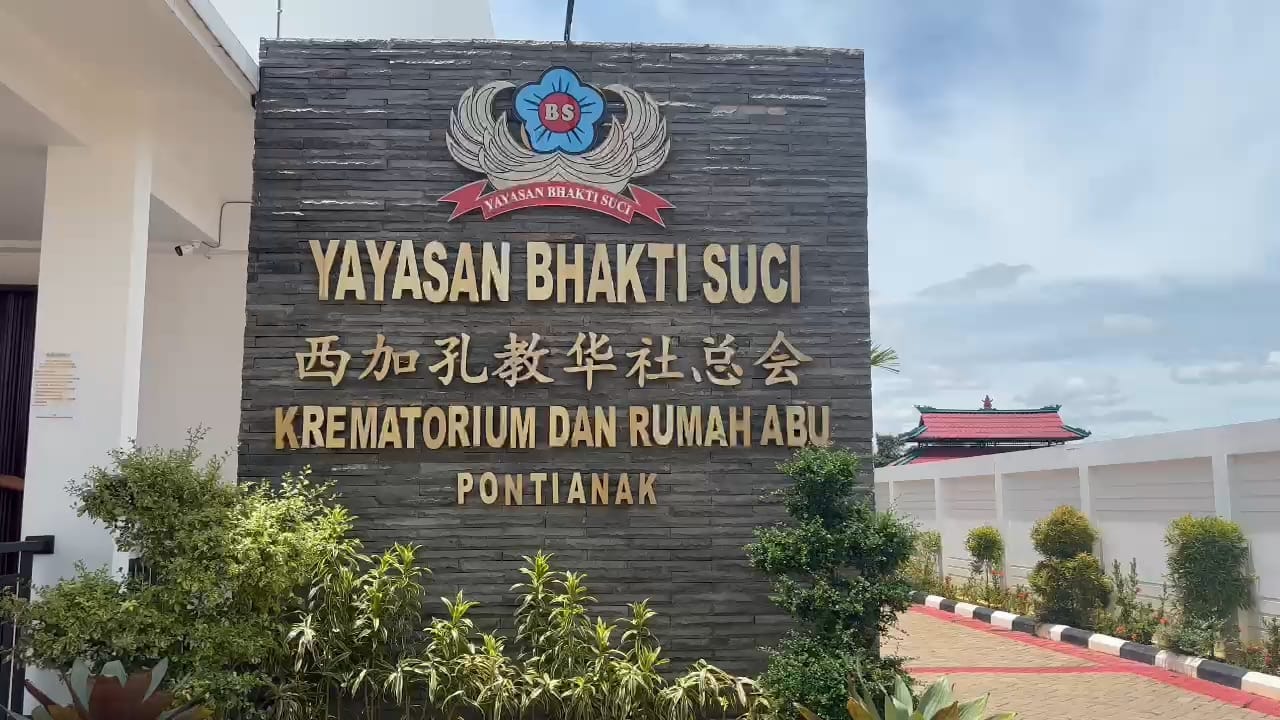 BS
YAYASAN BHAKTI SUCI
YAYASAN BHAKTI SUCI
西加孔教华社总会
KREMATORIUM DAN RUMAH ABU
PONTIANAK